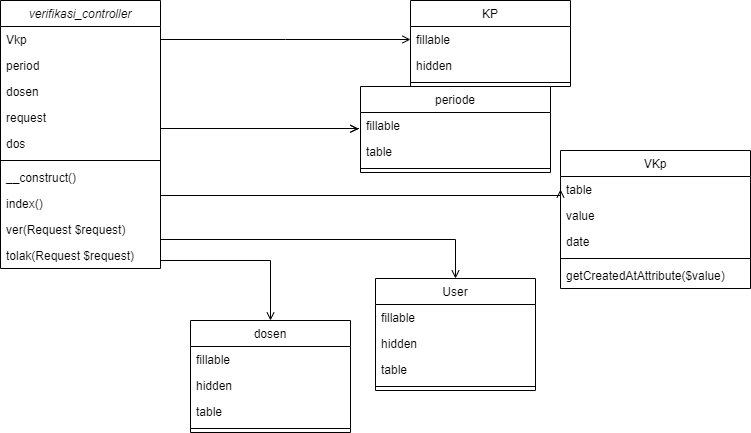 verifikasi_controller
Vkp
period
dosen
request
dos
__construct()
index()
ver(Request $request)
tolak(Request $request)
KP
fillable
hidden
periode
fillable
table
VKp
table
value
date
getCreatedAtAttribute($value)
User
fillable
hidden
table
dosen
fillable
hidden
table